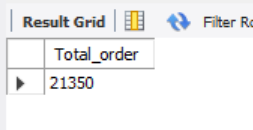 Result Grid Filter Ro
Total_order
21350